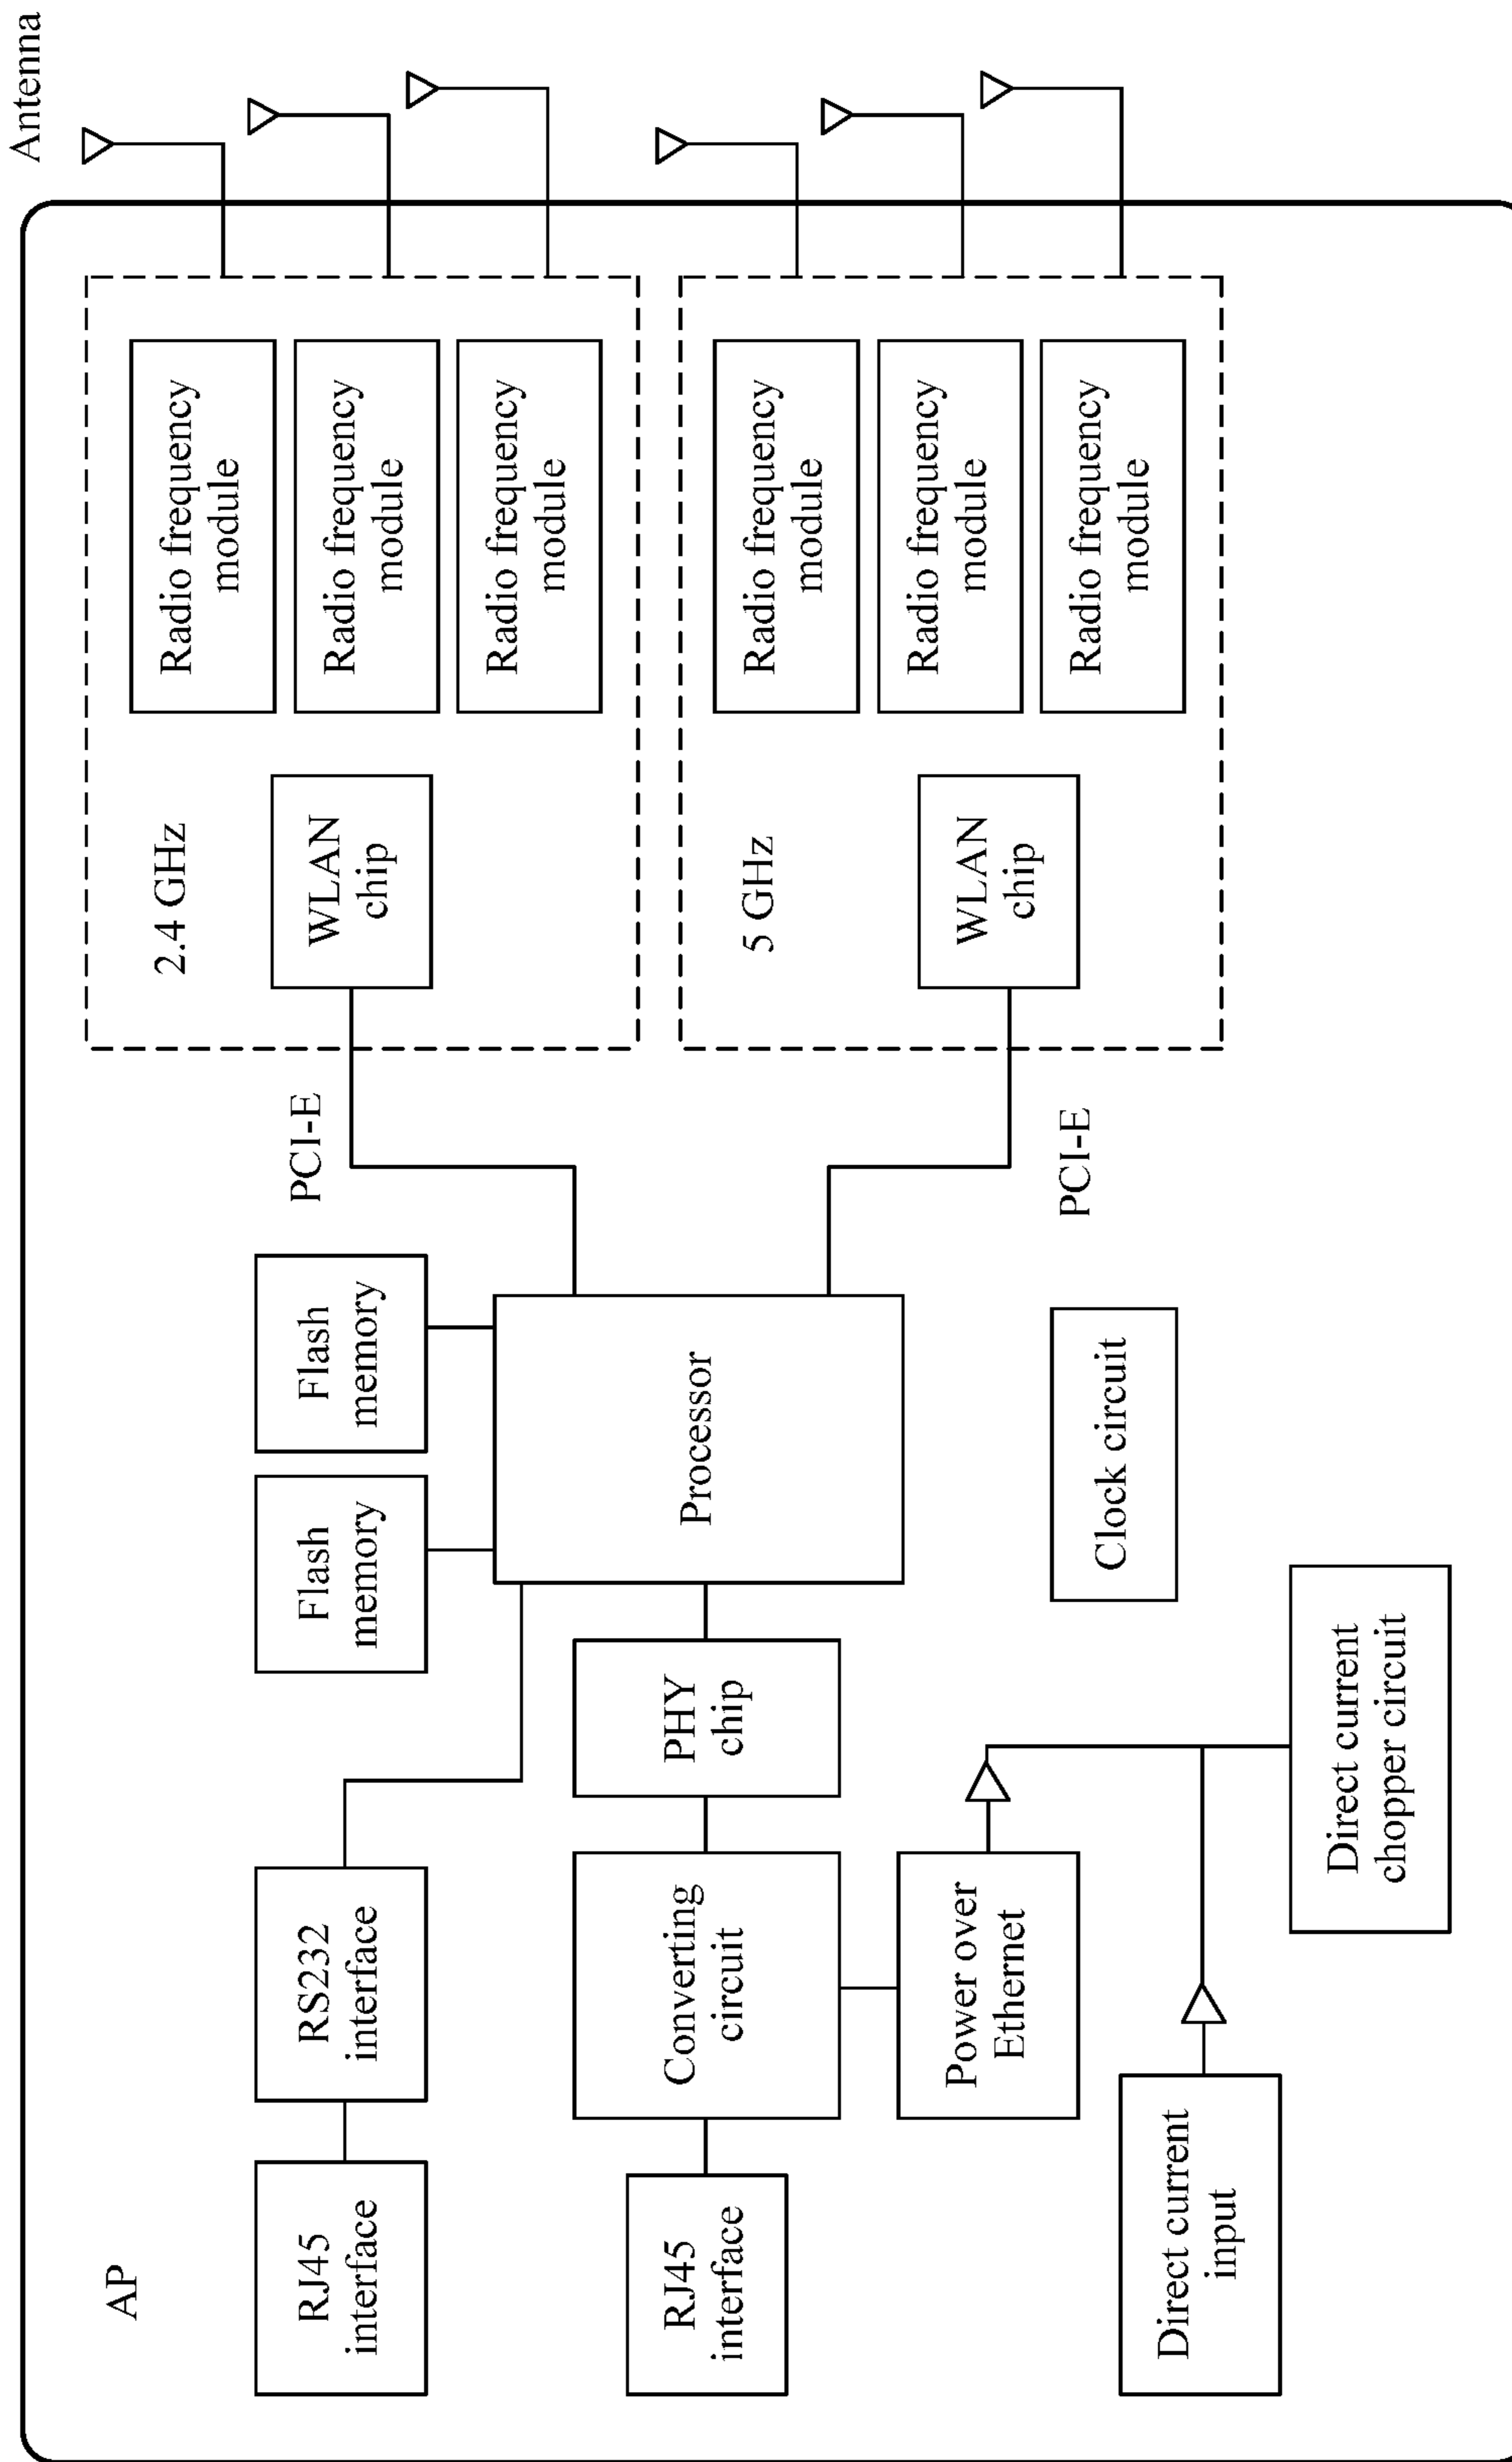 Antenna
AP
RJ45
interface
RS232
interface
Flash
memory
Flash
memory
PCI-E
2.4 GHz
WLAN
chip
Radio frequency
module
Radio frequency
module
Radio frequency
module
RJ45
interface
Converting
circuit
PHY
chip
Processor
5 GHz
WLAN
chip
Radio frequency
module
Radio frequency
module
Radio frequency
module
PCI-E
Power over
Ethernet
Clock circuit
Direct current
input
Direct current
chopper circuit